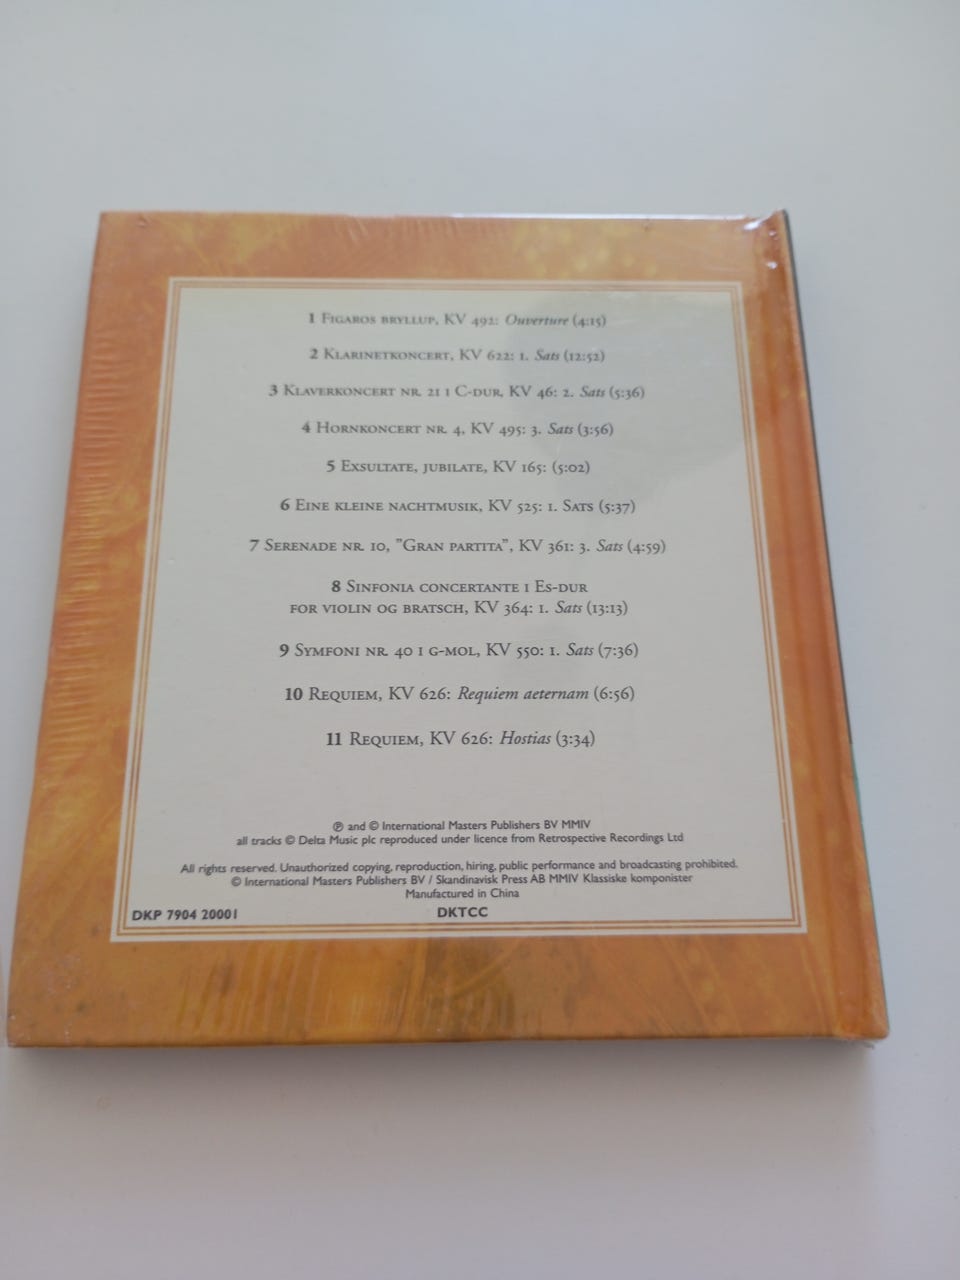 1 Figaros bryllup, KV 492: Ouverture (4:15)
2 Klarinetkoncert, KV 622: 1. Sats (12:52)
3 Klaverkoncert nr. 21 i C-dur, KV 46: 2. Sats (5:36)
4 Hornkoncert nr. 4, KV 495: 3. Sats (3:56)
5 Exsultate, jubilate, KV 165: (5:02)
6 Eine kleine nachtmusik, KV 525: 1. Sats (5:37)
7 Serenade nr. 10, ”Gran partita”, KV 361: 3. Sats (4:59)
8 Sinfonia concertante i Es-dur
for violin og bratsch, KV 364: 1. Sats (13:13)
9 Symfoni nr. 40 i g-mol, KV 550: 1. Sats (7:36)
10 Requiem, KV 626: Requiem aeternam (6:56)
11 Requiem, KV 626: Hostias (3:34)
℗ and © International Masters Publishers BV MMIV
all tracks © Delta Music plc reproduced under licence from Retrospective Recordings Ltd
All rights reserved. Unauthorized copying, reproduction, hiring, public performance and broadcasting prohibited.
© International Masters Publishers BV / Skandinavisk Press AB MMIV Klassiske komponister
Manufactured in China
DKP 7904 20001
DKTCC